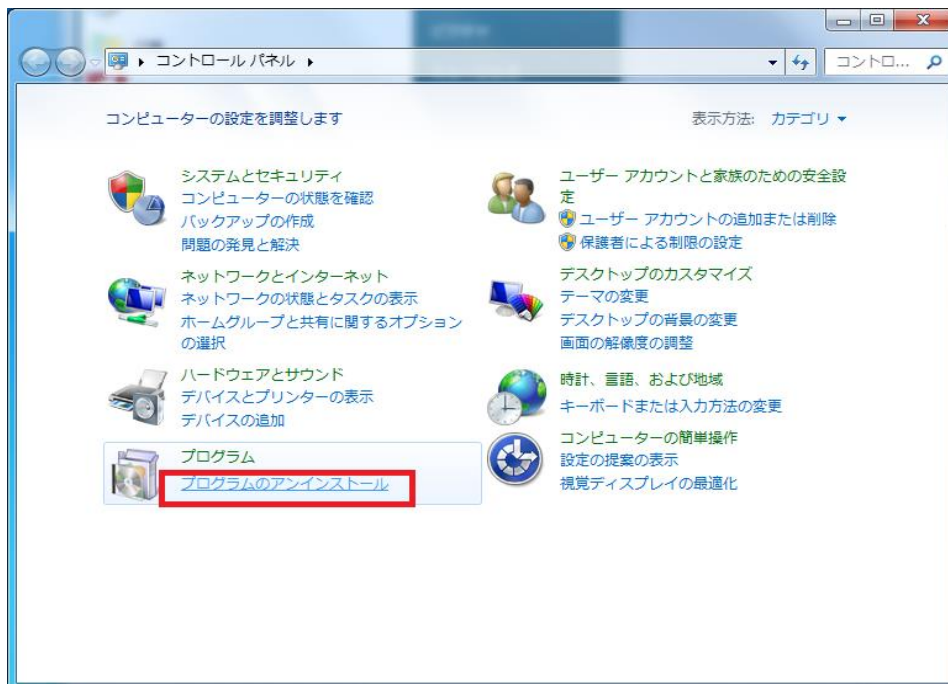 コントロール パネル
コントロ...
コンピューターの設定を調整します
表示方法: カテゴリ
システムとセキュリティ
コンピューターの状態を確認
バックアップの作成
問題の発見と解決
ネットワークとインターネット
ネットワークの状態とタスクの表示
ホームグループと共有に関するオプション
の選択
ハードウェアとサウンド
デバイスとプリンターの表示
デバイスの追加
プログラム
プログラムのアンインストール
ユーザー アカウントと家族のための安全設
定
ユーザー アカウントの追加または削除
保護者による制限の設定
デスクトップのカスタマイズ
テーマの変更
デスクトップの背景の変更
画面の解像度の調整
時計、言語、および地域
キーボードまたは入力方法の変更
コンピューターの簡単操作
設定の提案の表示
視覚ディスプレイの最適化